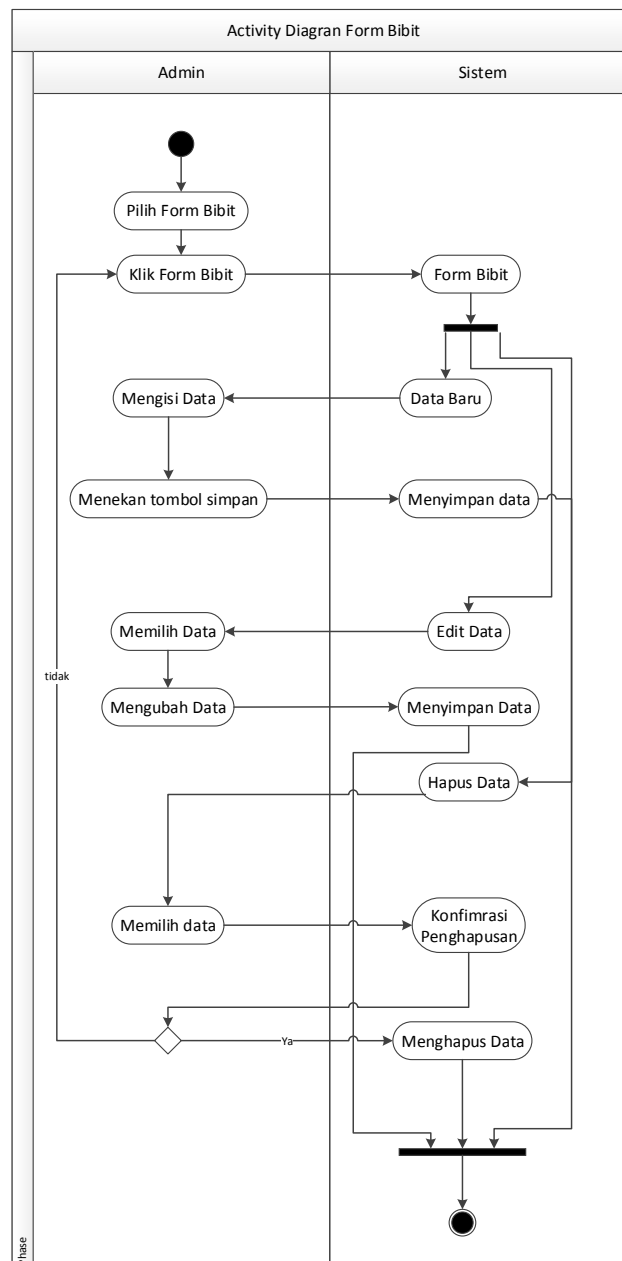 Activity Diagran Form Bibit
Admin
Sistem
Pilih Form Bibit
Klik Form Bibit
Form Bibit
Mengisi Data
Data Baru
Menekan tombol simpan
Menyimpan data
Memilih Data
Edit Data
tidak
Mengubah Data
Menyimpan Data
Hapus Data
Memilih data
Konfimrasi
Penghapusan
Ya
Menghapus Data
Phase